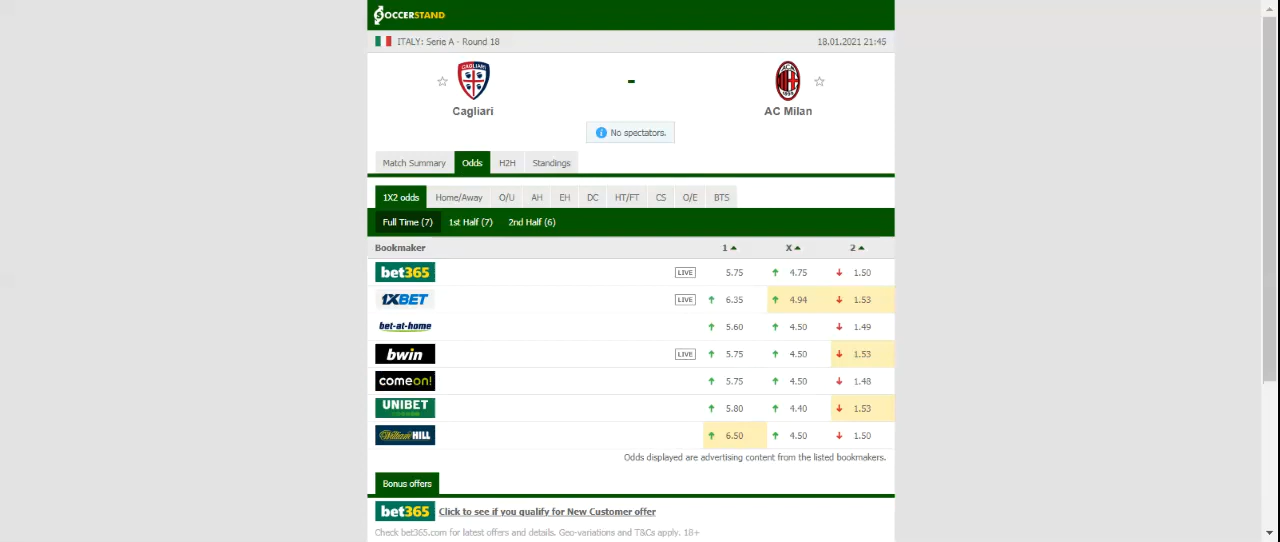 SOCCERSTAND
ITALY: Serie A - Round 18 18.01.2021 21:45
CAGLIARI ACM 1899
-
Cagliari AC Milan
i No spectators.
Match Summary Odds H2H Standings
1X2 odds Home/Away O/U AH EH DC HT/FT CS O/E BTS
Full Time (7) 1st Half (7) 2nd Half (6)
Bookmaker 1 X 2
bet365 LIVE 5.75 4.75 1.50
1XBET LIVE 6.35 4.94 1.53
bet-at-home 5.60 4.50 1.49
bwin LIVE 5.75 4.50 1.53
comeon! 5.75 4.50 1.48
UNIBET 5.80 4.40 1.53
William HILL 6.50 4.50 1.50
Odds displayed are advertising content from the listed bookmakers.
Bonus offers
bet365 Click to see if you qualify for New Customer offer
Check bet365.com for latest offers and details. Geo-variations and T&Cs apply. 18+